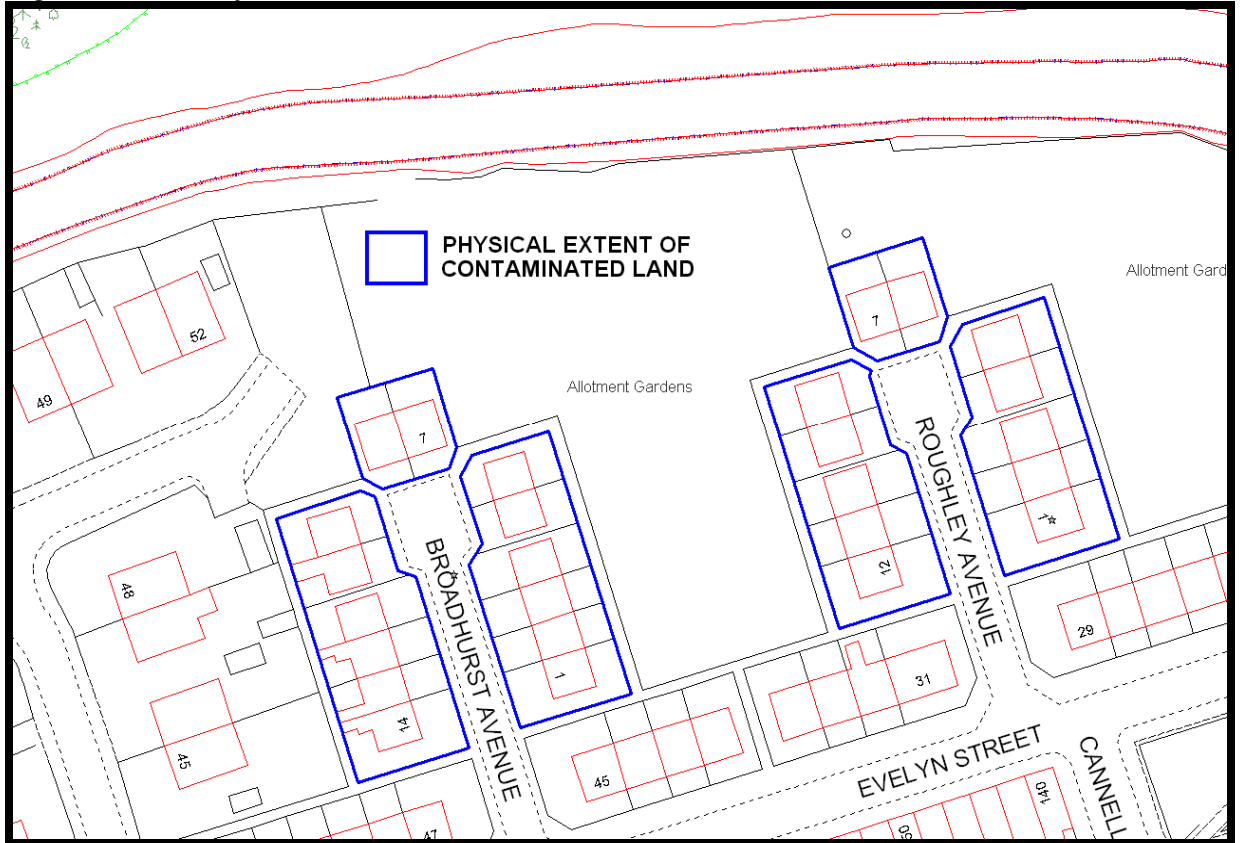 PHYSICAL EXTENT OF
CONTAMINATED LAND
Allotment Gard
7
52
49
Allotment Gardens
7
ROUGHLEY AVENUE
1
12
BROADHURST AVENUE
48
1
14
29
31
45
45
EVELYN STREET
CANNELL
140
47